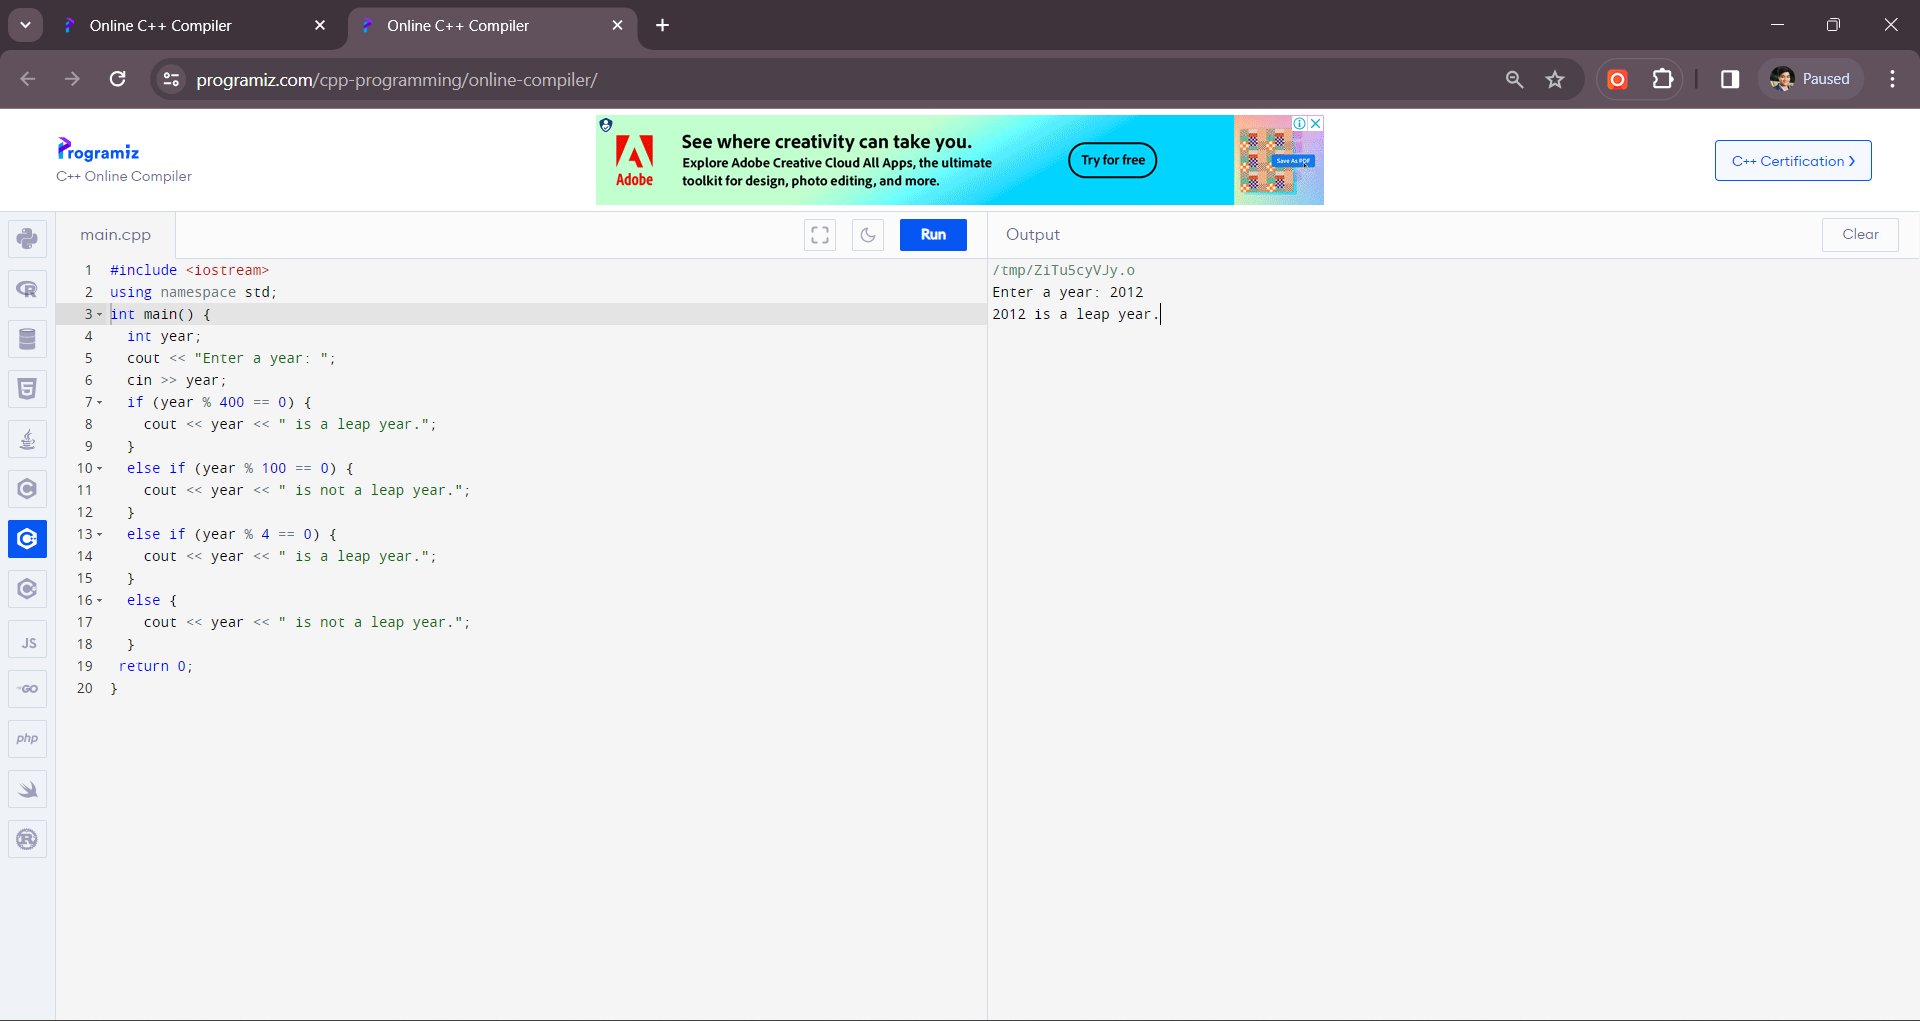 Online C++ Compiler
Online C++ Compiler
programiz.com/cpp-programming/online-compiler/
Paused
Programiz
C++ Online Compiler
Adobe
See where creativity can take you.
Explore Adobe Creative Cloud All Apps, the ultimate
toolkit for design, photo editing, and more.
Try for free
Save As PDF
C++ Certification
main.cpp
Run
Output
Clear
1 #include <iostream>
2 using namespace std;
3 int main() {
4 int year;
5 cout << "Enter a year: ";
6 cin >> year;
7 if (year % 400 == 0) {
8 cout << year << " is a leap year.";
9 }
10 else if (year % 100 == 0) {
11 cout << year << " is not a leap year.";
12 }
13 else if (year % 4 == 0) {
14 cout << year << " is a leap year.";
15 }
16 else {
17 cout << year << " is not a leap year.";
18 }
19 return 0;
20 }
/tmp/ZiTu5cyVJy.o
Enter a year: 2012
2012 is a leap year.
R
5
C
C
C
JS
GO
php
R